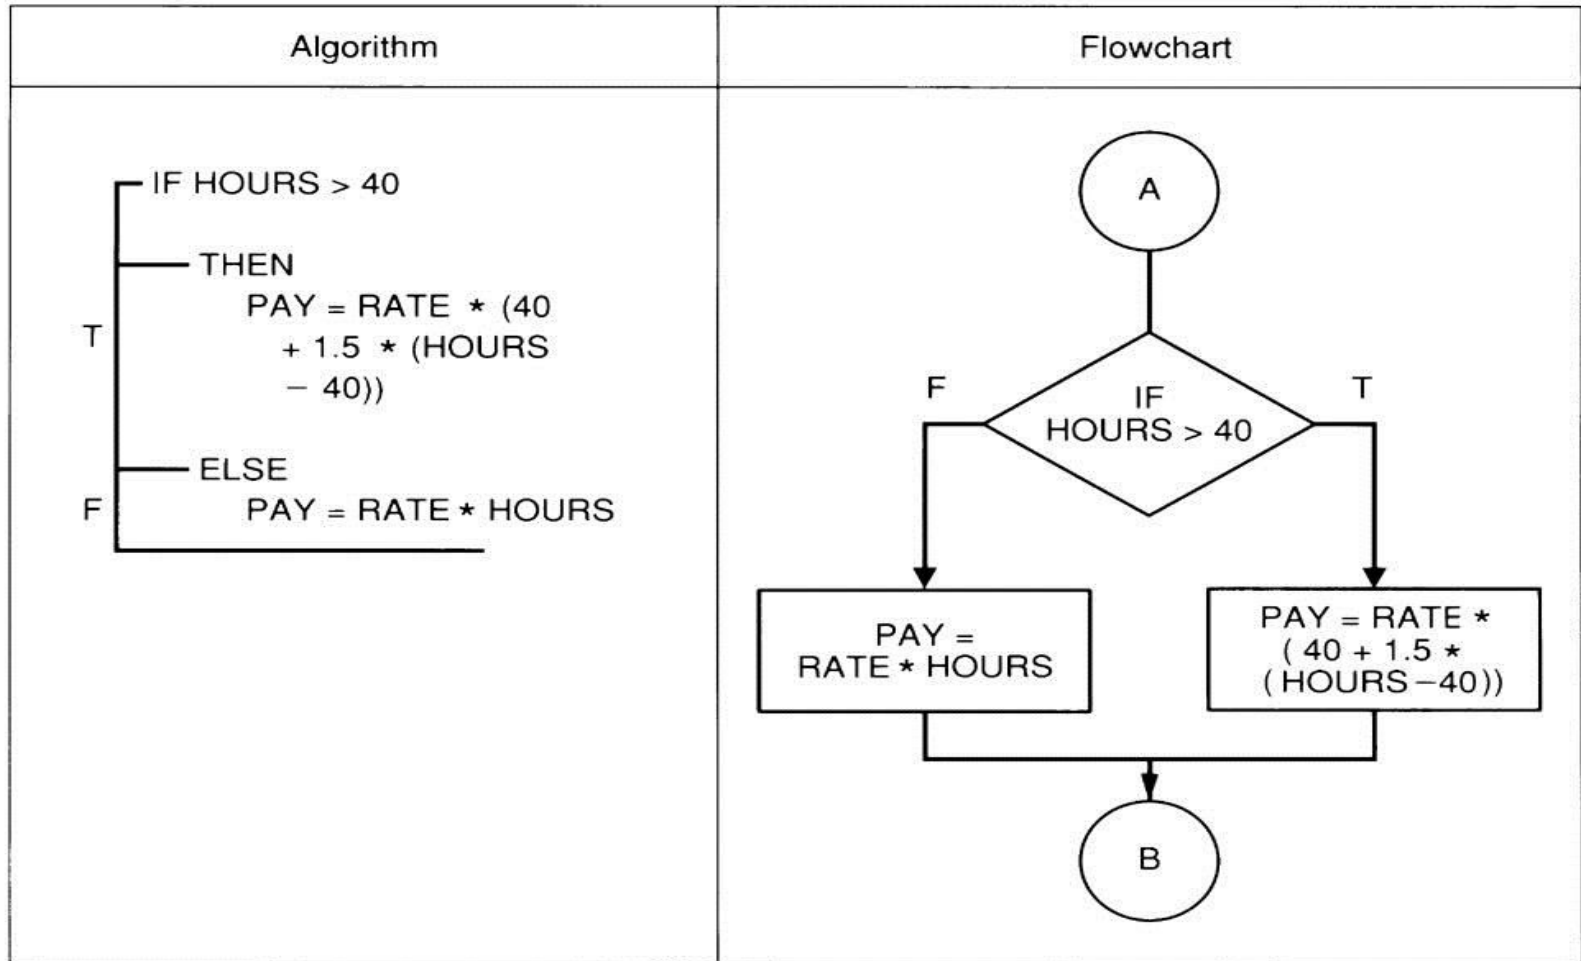 Algorithm
IF HOURS > 40
THEN
PAY = RATE * (40
+ 1.5 * (HOURS
− 40))
T
ELSE
F
PAY = RATE * HOURS
Flowchart
A
F
T
IF
HOURS > 40
PAY =
RATE * HOURS
PAY = RATE *
( 40 + 1.5 *
(HOURS −40))
B